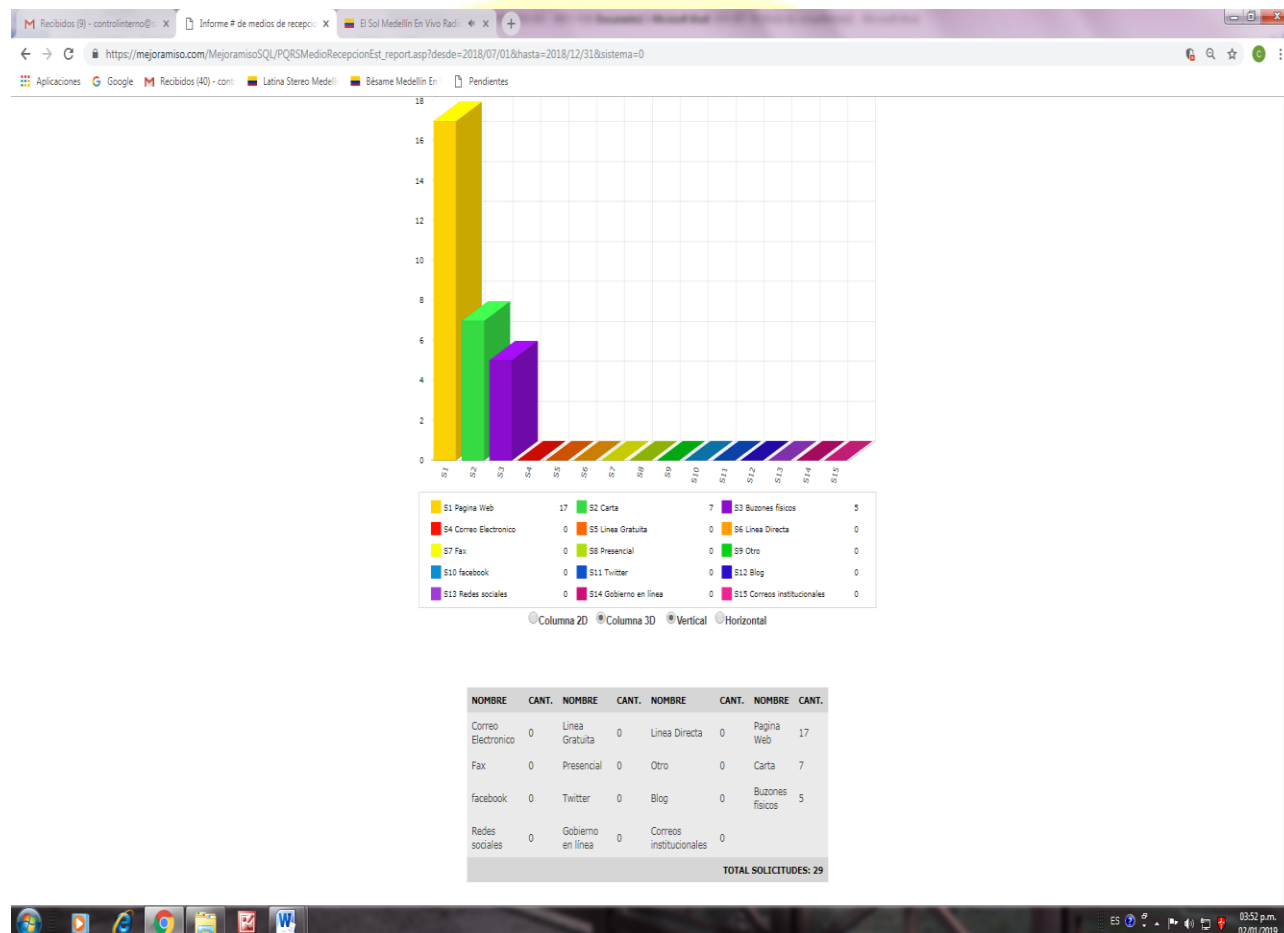 Recibidos (9) - controlinterno@s
Informe # de medios de recepcio
El Sol Medellín En Vivo Radi
https://mejoramiso.com/MejoramisoSQL/PQRSMedioRecepcionEst_report.asp?desde=2018/07/01&hasta=2018/12/31&sistema=0
Aplicaciones Google Recibidos (40) - cont Latina Stereo Medell Bésame Medellín En Pendientes
18
16
14
12
10
8
6
4
2
0
S1 S2 S3 S4 S5 S6 S7 S8 S9 S10 S11 S12 S13 S14 S15
S1 Pagina Web 17 S2 Carta 7 S3 Buzones físicos 5
S4 Correo Electronico 0 S5 Linea Gratuita 0 S6 Linea Directa 0
S7 Fax 0 S8 Presencial 0 S9 Otro 0
S10 facebook 0 S11 Twitter 0 S12 Blog 0
S13 Redes sociales 0 S14 Gobierno en línea 0 S15 Correos institucionales 0
Columna 2D Columna 3D Vertical Horizontal
NOMBRE CANT. NOMBRE CANT. NOMBRE CANT. NOMBRE CANT.
Correo Electronico 0 Linea Gratuita 0 Linea Directa 0 Pagina Web 17
Fax 0 Presencial 0 Otro 0 Carta 7
facebook 0 Twitter 0 Blog 0 Buzones físicos 5
Redes sociales 0 Gobierno en línea 0 Correos institucionales 0
TOTAL SOLICITUDES: 29
ES 03:52 p.m.
02/01/2019